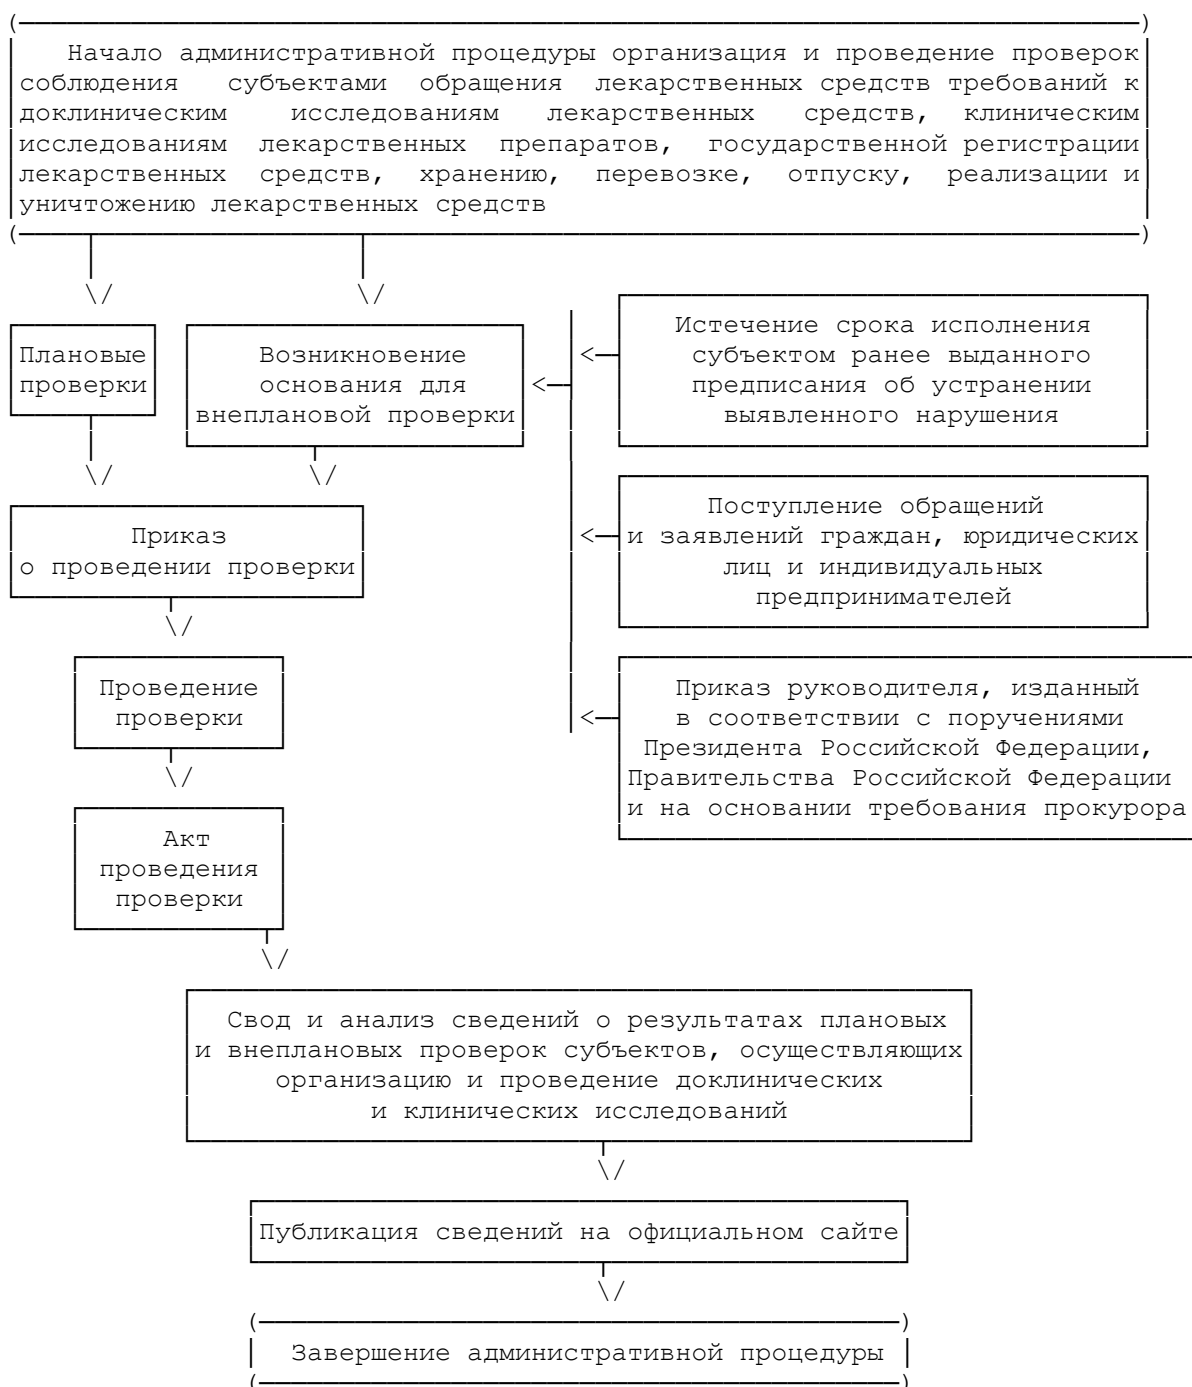 Начало административной процедуры организация и проведение проверок
соблюдения субъектами обращения лекарственных средств требований к
доклиническим исследованиям лекарственных средств, клиническим
исследованиям лекарственных препаратов, государственной регистрации
лекарственных средств, хранению, перевозке, отпуску, реализации и
уничтожению лекарственных средств
Плановые
проверки
Возникновение
основания для
внеплановой проверки
Истечение срока исполнения
субъектом ранее выданного
предписания об устранении
выявленного нарушения
Поступление обращений
и заявлений граждан, юридических
лиц и индивидуальных
предпринимателей
Приказ
о проведении проверки
Проведение
проверки
Приказ руководителя, изданный
в соответствии с поручениями
Президента Российской Федерации,
Правительства Российской Федерации
и на основании требования прокурора
Акт
проведения
проверки
Свод и анализ сведений о результатах плановых
и внеплановых проверок субъектов, осуществляющих
организацию и проведение доклинических
и клинических исследований
Публикация сведений на официальном сайте
Завершение административной процедуры